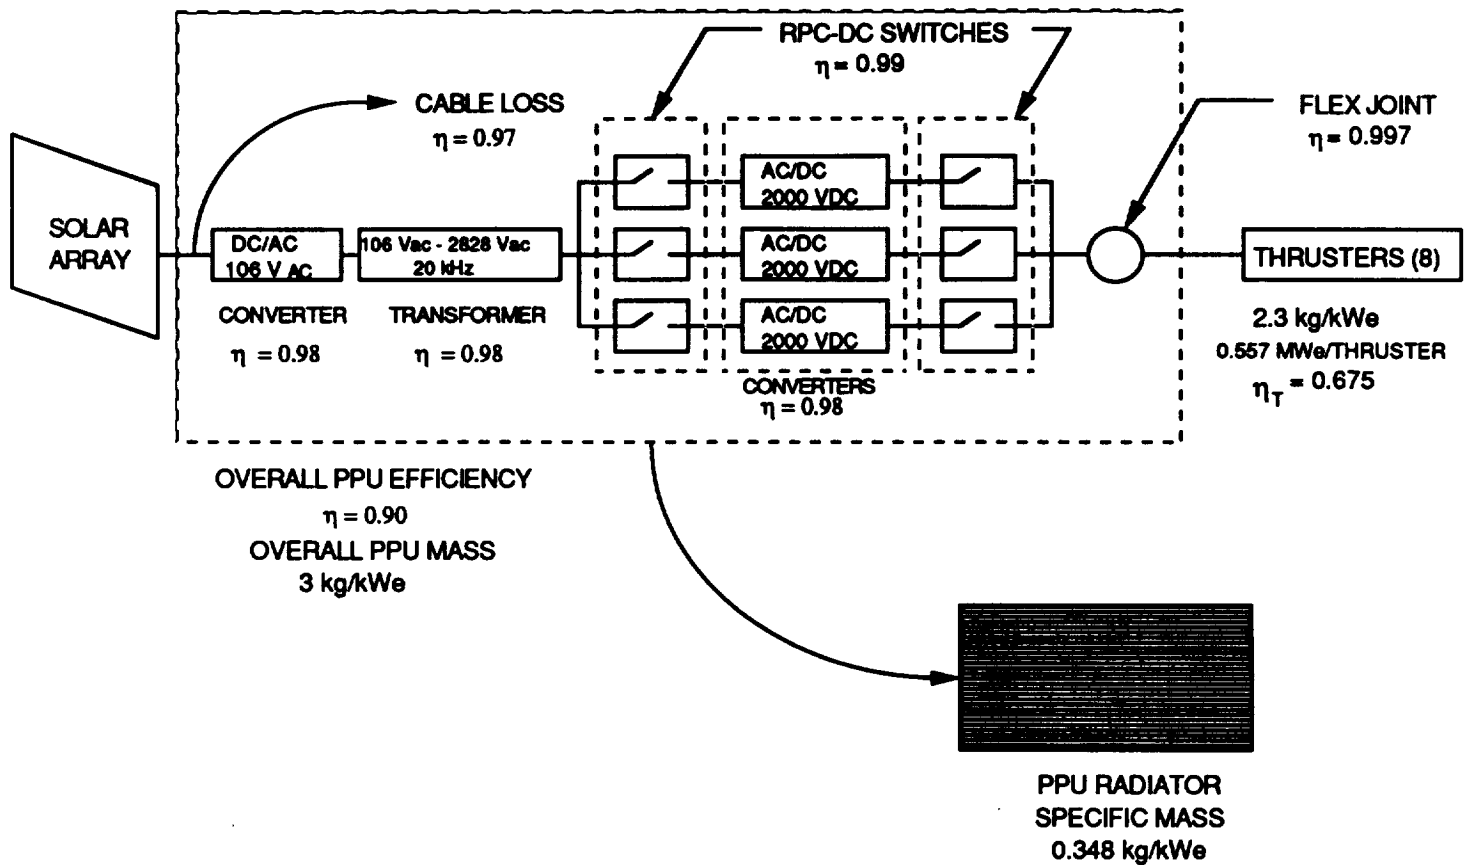 RPC-DC SWITCHES
η = 0.99
CABLE LOSS
η = 0.97
FLEX JOINT
η = 0.997
SOLAR
ARRAY
DC/AC
106 V AC
CONVERTER
η = 0.98
106 Vac - 2828 Vac
20 kHz
TRANSFORMER
η = 0.98
AC/DC
2000 VDC
AC/DC
2000 VDC
AC/DC
2000 VDC
CONVERTERS
η = 0.98
THRUSTERS (8)
2.3 kg/kWe
0.557 MWe/THRUSTER
ηT = 0.675
OVERALL PPU EFFICIENCY
η = 0.90
OVERALL PPU MASS
3 kg/kWe
PPU RADIATOR
SPECIFIC MASS
0.348 kg/kWe